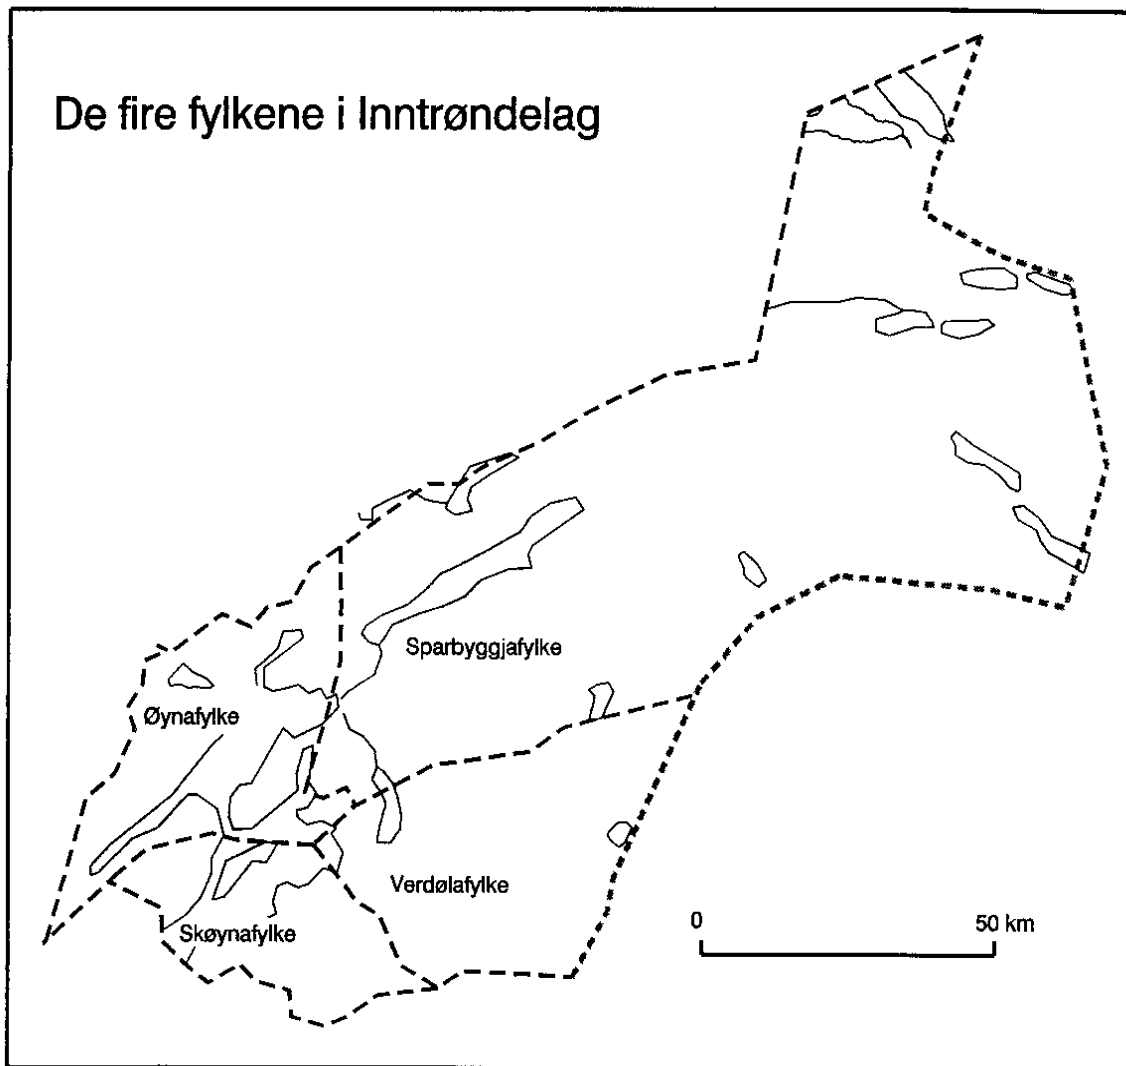 De fire fylkene i Inntrøndelag
Sparbyggjafylke
Øynafylke
Verdølafylke
Skøynafylke
0 50 km